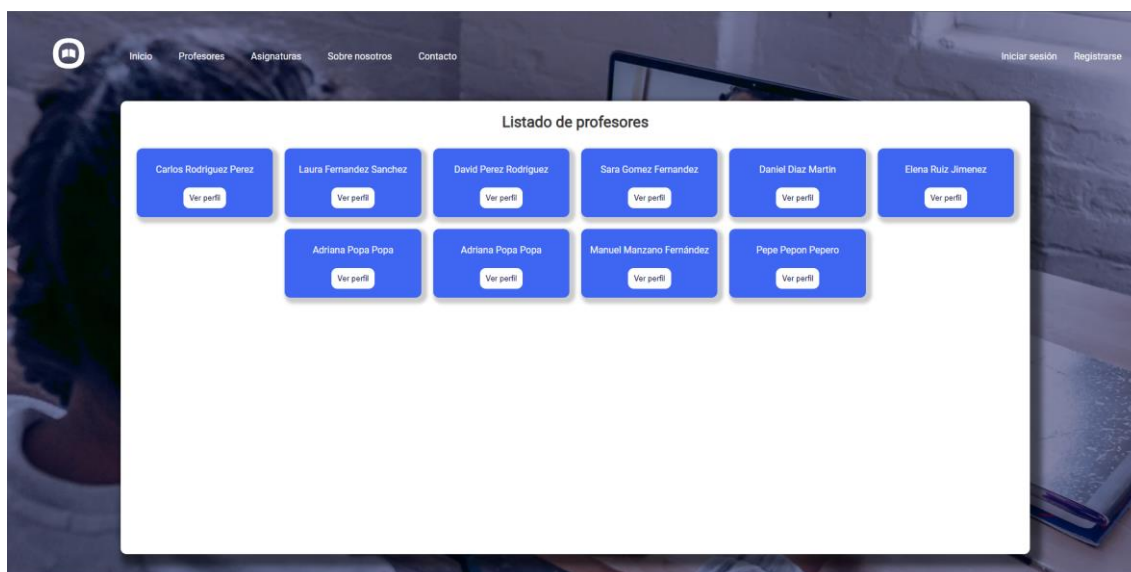 Inicio Profesores Asignaturas Sobre nosotros Contacto Iniciar sesión Registrarse
Listado de profesores
Carlos Rodriguez Perez Laura Fernandez Sanchez David Perez Rodriguez Sara Gomez Fernandez Daniel Diaz Martin Elena Ruiz Jimenez
Ver perfil Ver perfil Ver perfil Ver perfil Ver perfil Ver perfil
Adriana Popa Popa Adriana Popa Popa Manuel Manzano Fernández Pepe Pepon Pepero
Ver perfil Ver perfil Ver perfil Ver perfil